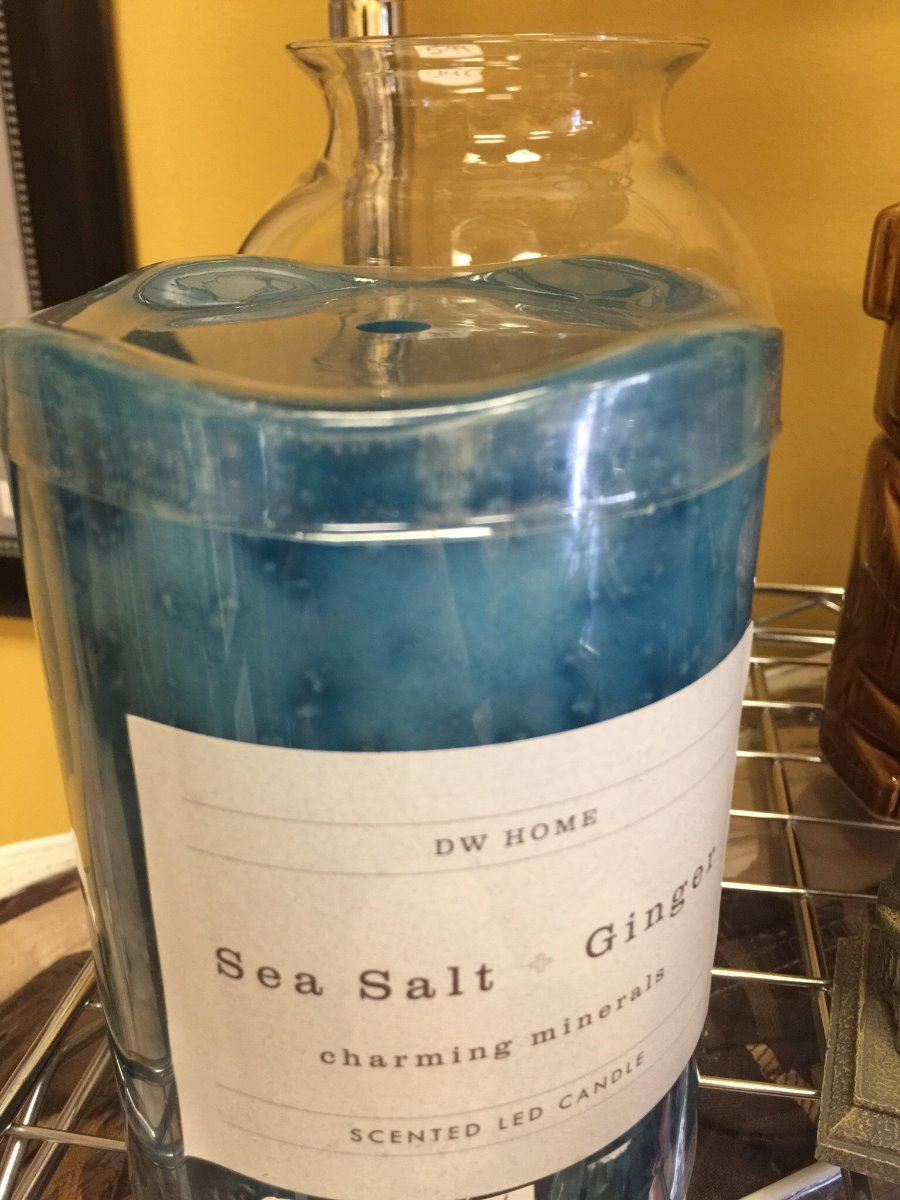 DW HOME
Sea Salt + Ginger
charming minerals
SCENTED LED CANDLE